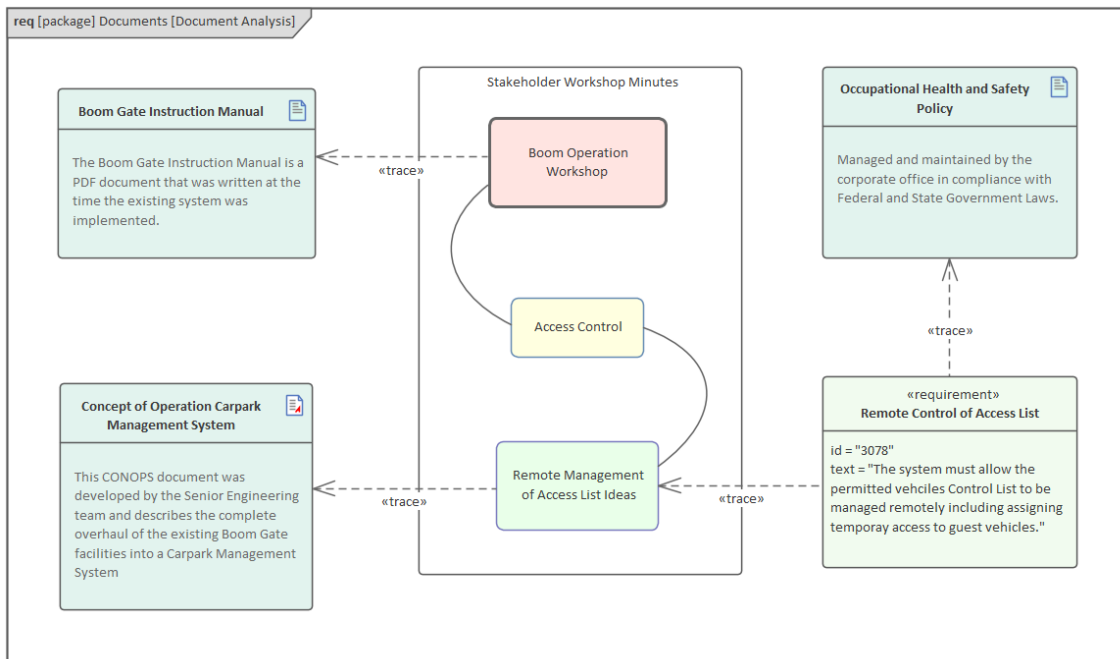 req [package] Documents [Document Analysis]
Stakeholder Workshop Minutes
Boom Gate Instruction Manual
The Boom Gate Instruction Manual is a
PDF document that was written at the
time the existing system was
implemented.
«trace»
Boom Operation
Workshop
Occupational Health and Safety
Policy
Managed and maintained by the
corporate office in compliance with
Federal and State Government Laws.
Access Control
«trace»
Concept of Operation Carpark
Management System
This CONOPS document was
developed by the Senior Engineering
team and describes the complete
overhaul of the existing Boom Gate
facilities into a Carpark Management
System
«trace»
Remote Management
of Access List Ideas
«trace»
«requirement»
Remote Control of Access List
id = "3078"
text = "The system must allow the
permitted vehciles Control List to be
managed remotely including assigning
temporay access to guest vehicles."